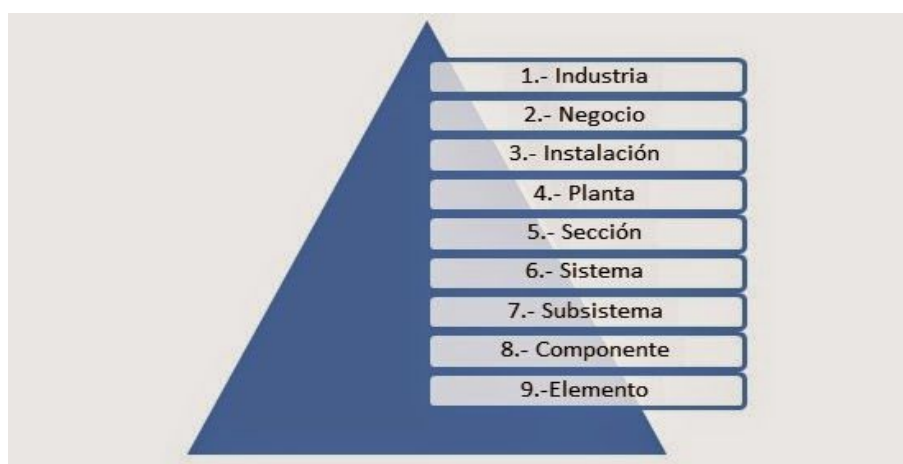 1.- Industria
2.- Negocio
3.- Instalación
4.- Planta
5.- Sección
6.- Sistema
7.- Subsistema
8.- Componente
9.-Elemento